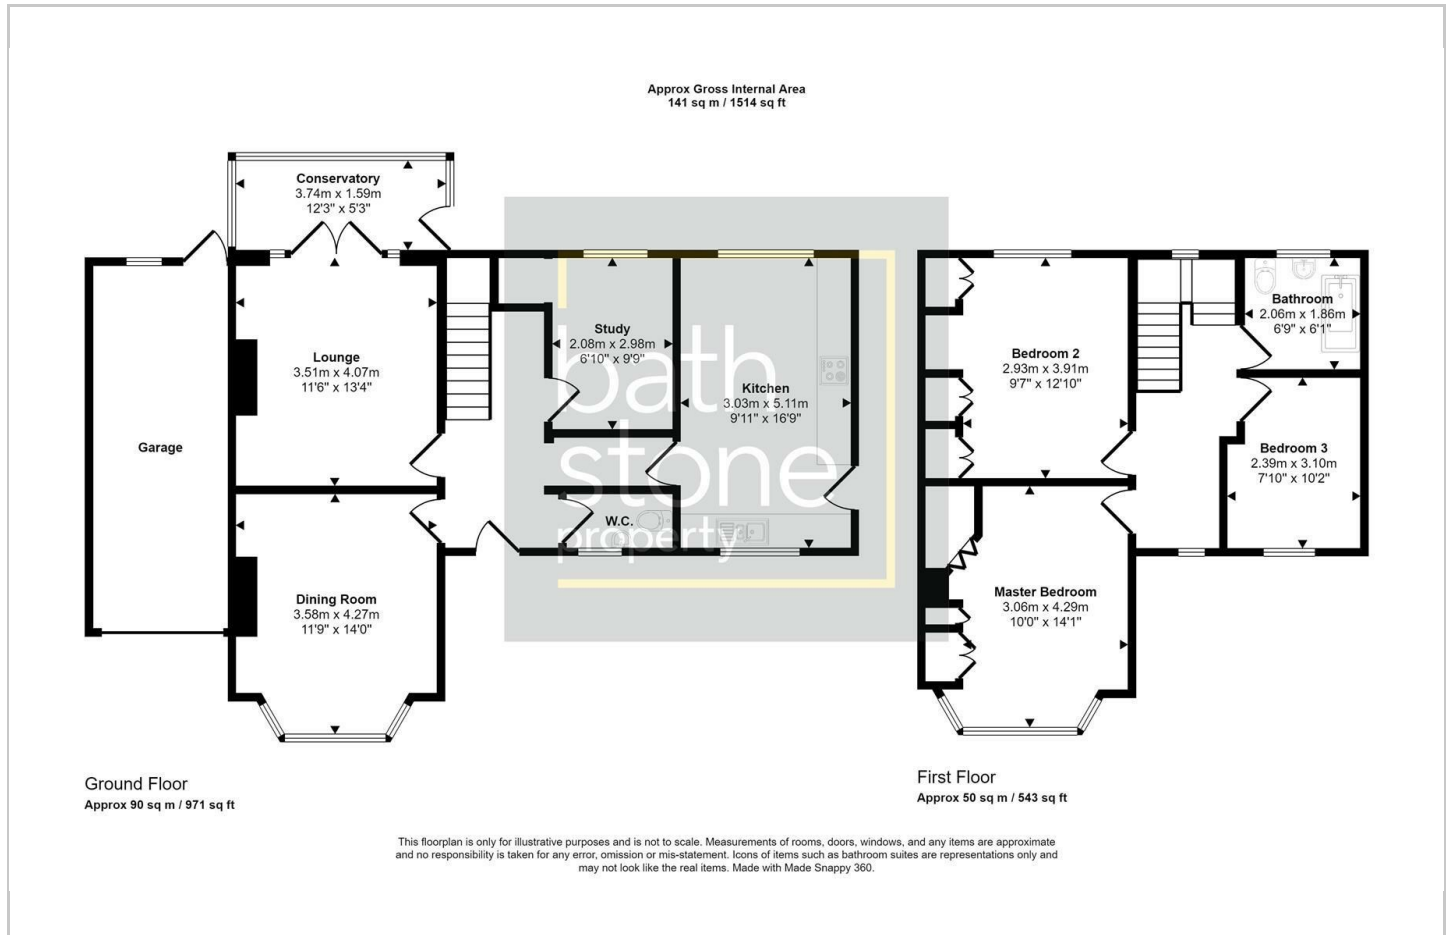 Approx Gross Internal Area
141 sq m / 1514 sq ft
Conservatory
3.74m x 1.59m
12'3" x 5'3"
Lounge
3.51m x 4.07m
11'6" x 13'4"
Study
2.08m x 2.98m
6'10" x 9'9"
Kitchen
3.03m x 5.11m
9'11" x 16'9"
Garage
W.C.
Dining Room
3.58m x 4.27m
11'9" x 14'0"
bath
stone
property
Bathroom
2.06m x 1.86m
6'9" x 6'1"
Bedroom 2
2.93m x 3.91m
9'7" x 12'10"
Bedroom 3
2.39m x 3.10m
7'10" x 10'2"
Master Bedroom
3.06m x 4.29m
10'0" x 14'1"
Ground Floor
Approx 90 sq m / 971 sq ft
First Floor
Approx 50 sq m / 543 sq ft
This floorplan is only for illustrative purposes and is not to scale. Measurements of rooms, doors, windows, and any items are approximate
and no responsibility is taken for any error, omission or mis-statement. Icons of items such as bathroom suites are representations only and
may not look like the real items. Made with Made Snappy 360.